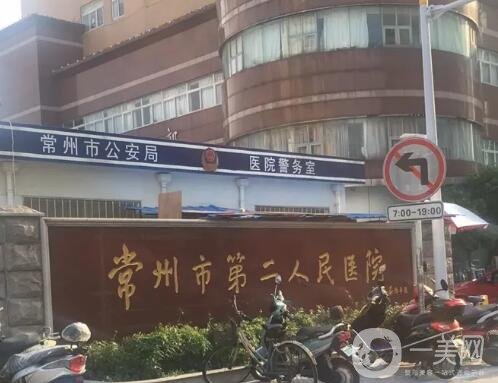 常州市公安局 医院警务室
7:00-19:00
常州市第二人民医院
一美网